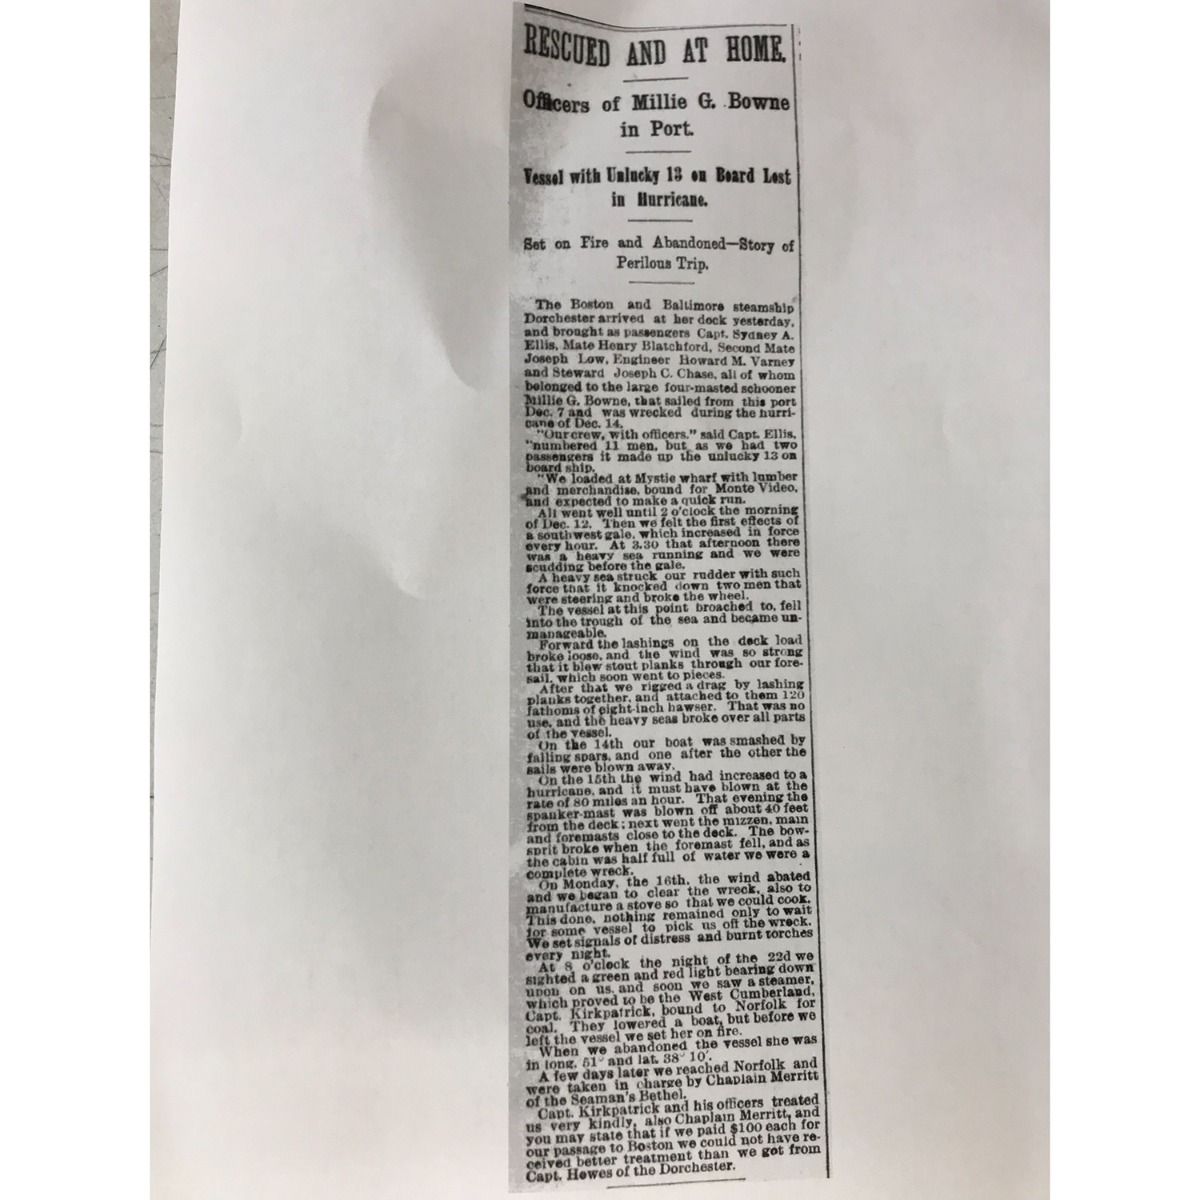 RESCUED AND AT HOME.
Officers of Millie G. Bowne
in Port.
Vessel with Unlucky 13 on Board Lost
in Hurricane.
Set on Fire and Abandoned—Story of
Perilous Trip.
The Boston and Baltimore steamship
Dorchester arrived at her dock yesterday,
and brought as passengers Capt. Sydney A.
Ellis, Mate Henry Blatchford, Second Mate
Joseph Low, Engineer Howard M. Varney
and Steward Joseph C. Chase, all of whom
belonged to the large four-masted schooner
Millie G. Bowne, that sailed from this port
Dec. 7 and was wrecked during the hurri-
cane of Dec. 14.
"Our crew, with officers," said Capt. Ellis,
"numbered 11 men, but as we had two
passengers it made up the unlucky 13 on
board ship.
"We loaded at Mystic wharf with lumber
and merchandise, bound for Monte Video,
and expected to make a quick run.
All went well until 2 o'clock the morning
of Dec. 12. Then we felt the first effects of
a southwest gale, which increased in force
every hour. At 3.30 that afternoon there
was a heavy sea running and we were
scudding before the gale.
A heavy sea struck our rudder with such
force that it knocked down two men that
were steering and broke the wheel.
The vessel at this point broached to, fell
into the trough of the sea and became un-
manageable.
Forward the lashings on the deck load
broke loose, and the wind was so strong
that it blew stout planks through our fore-
sail, which soon went to pieces.
After that we rigged a drag by lashing
planks together, and attached to them 120
fathoms of eight-inch hawser. That was no
use, and the heavy seas broke over all parts
of the vessel.
On the 14th our boat was smashed by
falling spars, and one after the other the
sails were blown away.
On the 15th the wind had increased to a
hurricane, and it must have blown at the
rate of 80 miles an hour. That evening the
spanker-mast was blown off about 40 feet
from the deck; next went the mizzen, main
and foremasts close to the deck. The bow-
sprit broke when the foremast fell, and as
the cabin was half full of water we were a
complete wreck.
On Monday, the 16th, the wind abated
and we began to clear the wreck, also to
manufacture a stove so that we could cook.
This done, nothing remained only to wait
for some vessel to pick us off the wreck.
We set signals of distress and burnt torches
every night.
At 8 o'clock the night of the 22d we
sighted a green and red light bearing down
upon on us, and soon we saw a steamer,
which proved to be the West Cumberland,
Capt. Kirkpatrick, bound to Norfolk for
coal. They lowered a boat, but before we
left the vessel we set her on fire.
When we abandoned the vessel she was
in long. 51° and lat. 38° 10'.
A few days later we reached Norfolk and
were taken in charge by Chaplain Merritt
of the Seaman's Bethel.
Capt. Kirkpatrick and his officers treated
us very kindly, also Chaplain Merritt, and
you may state that if we paid $100 each for
our passage to Boston we could not have re-
ceived better treatment than we got from
Capt. Howes of the Dorchester.